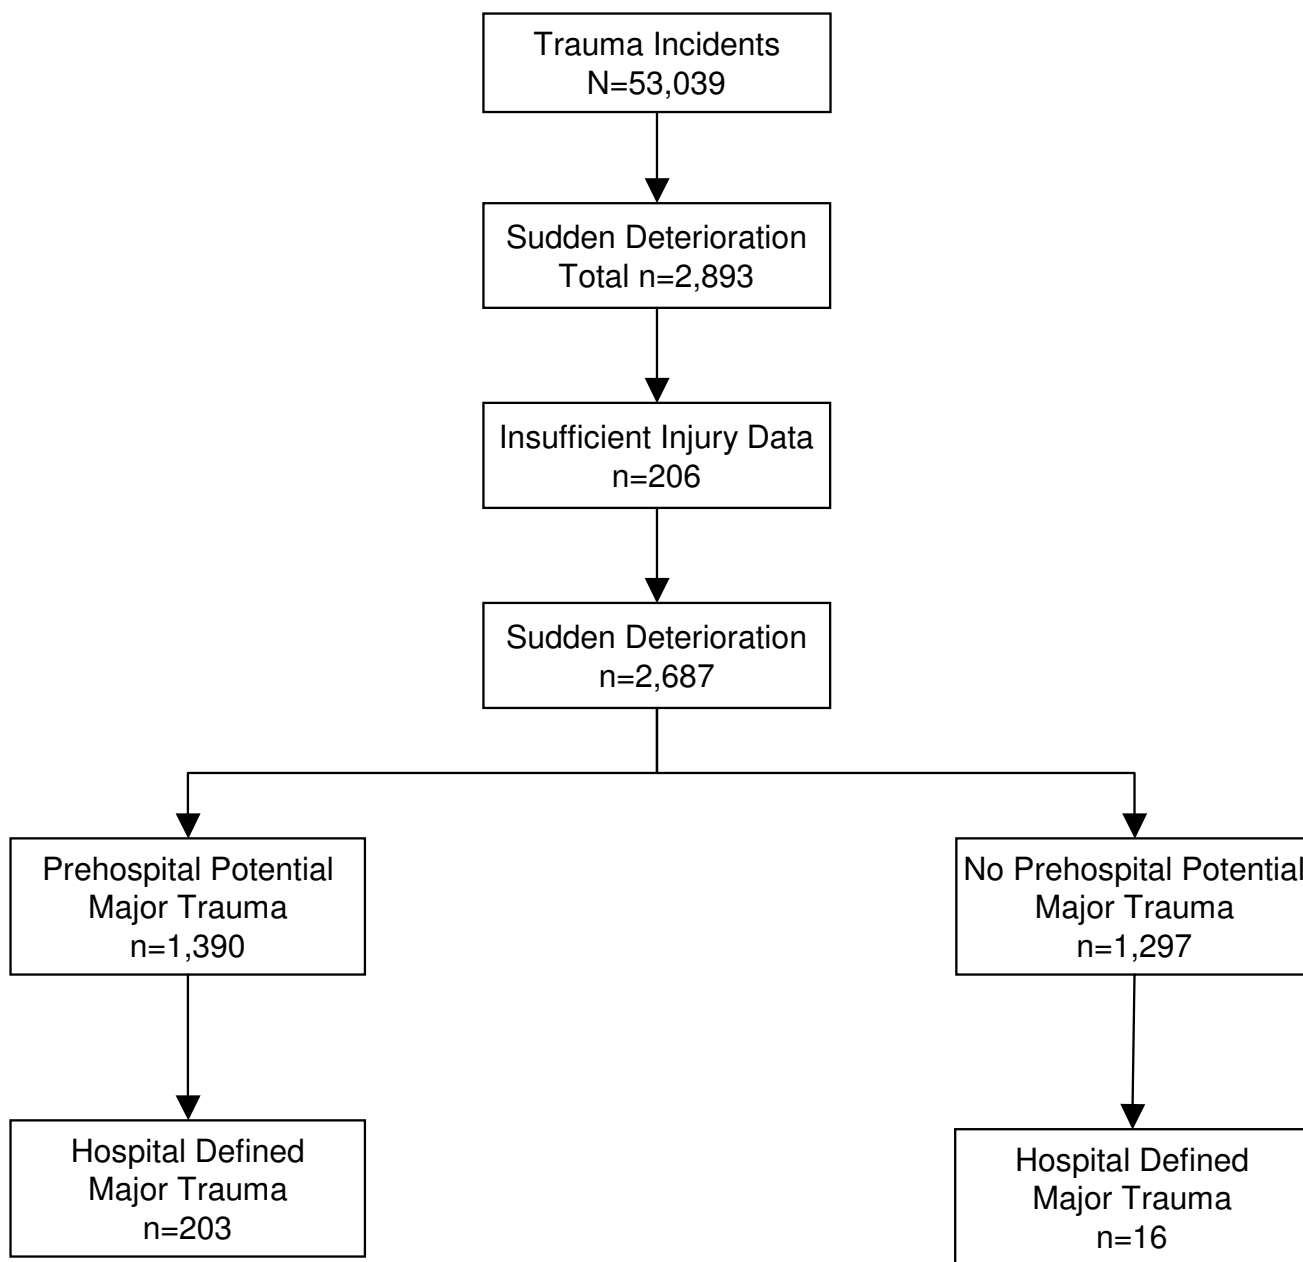 Trauma Incidents
N=53,039
Sudden Deterioration
Total n=2,893
Insufficient Injury Data
n=206
Sudden Deterioration
n=2,687
Prehospital Potential
Major Trauma
n=1,390
No Prehospital Potential
Major Trauma
n=1,297
Hospital Defined
Major Trauma
n=203
Hospital Defined
Major Trauma
n=16